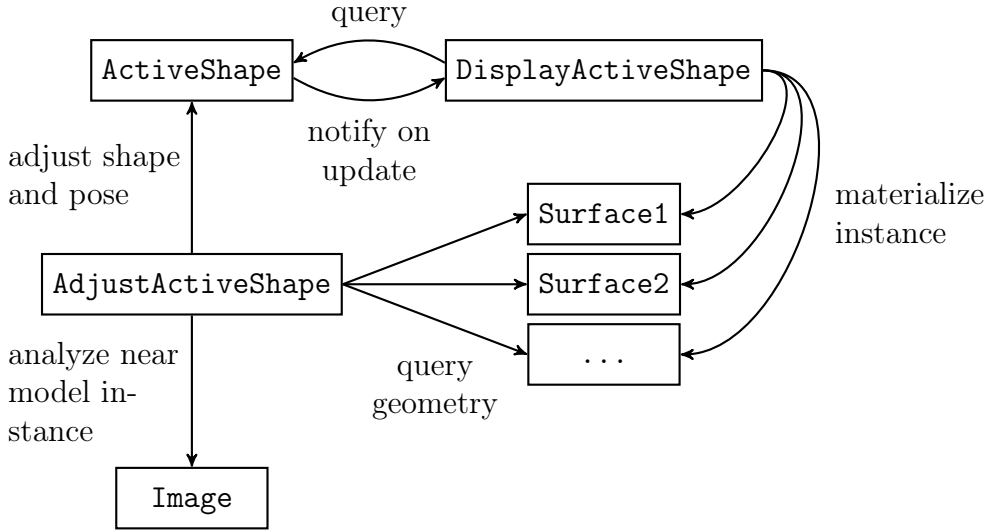 query
ActiveShape
DisplayActiveShape
notify on
update
adjust shape
and pose
materialize
instance
Surface1
AdjustActiveShape
Surface2
...
analyze near
model in-
stance
query
geometry
Image